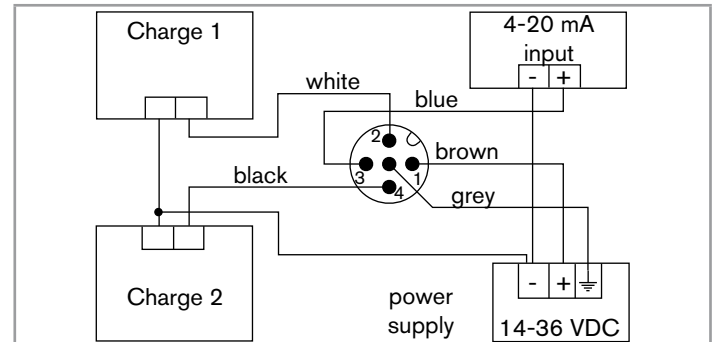 Charge 1
4-20 mA
input
- +
white
blue
2
brown
3
1
black
4
grey
Charge 2
power
supply
- +
14-36 VDC